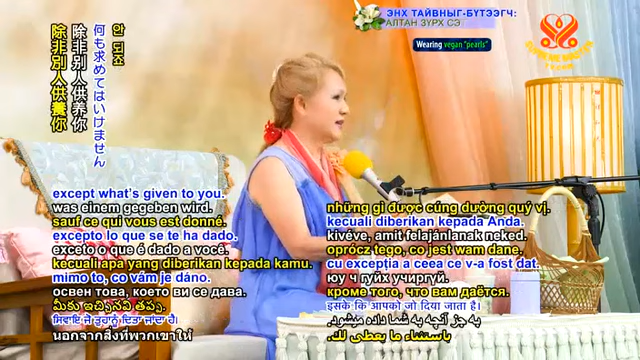 ЭНХ ТАЙВНЫГ-БҮТЭЭГЧ:
АЛТАН ЗҮРХ СЭ
Wearing vegan "pearls"
SUPREME MASTER
안 되죠
何も求めてはいけません
除非别人供养你
除非別人供養你
except what's given to you.
was einem gegeben wird,
sauf ce qui vous est donné.
excepto lo que se te ha dado.
exceto o que é dado a você.
kecuali apa yang diberikan kepada kamu.
mimo to, co vám je dáno.
освен това, което ви се дава.
మీకు ఇచ్చినవి తప్ప.
ਸਿਵਾਇ ਜੋ ਤੁਹਾਨੂੰ ਦਿੱਤਾ ਜਾਂਦਾ ਹੈ।
นอกจากสิ่งที่พวกเขาให้
những gì được cúng dường quý vị.
kecuali diberikan kepada Anda.
kivéve, amit felajánlanak neked.
oprócz tego, co jest wam dane,
cu excepția a ceea ce v-a fost dat.
юу ч гуйх учиргүй.
кроме того, что вам даётся.
इसके कि आपको जो दिया जाता है।
به جز آنچه به شما داده میشود.
باستثناء ما يعطى لك.